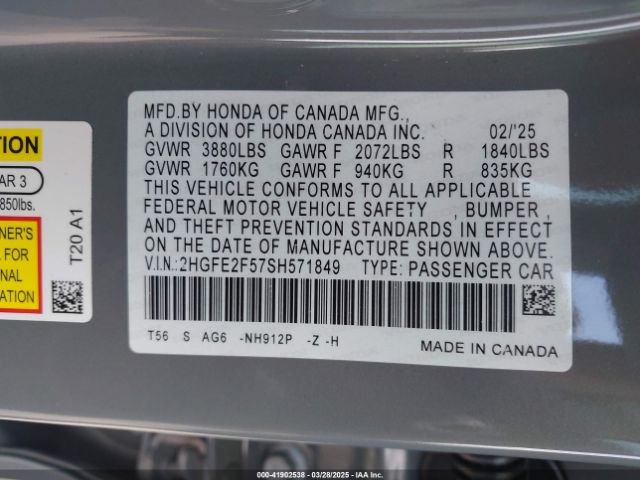 TION
AR 3
850lbs.
NER'S
L FOR
NAL
ATION
T20 A1
MFD.BY HONDA OF CANADA MFG.,
A DIVISION OF HONDA CANADA INC. 02/'25
GVWR 3880LBS GAWR F 2072LBS R 1840LBS
GVWR 1760KG GAWR F 940KG R 835KG
THIS VEHICLE CONFORMS TO ALL APPLICABLE
FEDERAL MOTOR VEHICLE SAFETY , BUMPER ,
AND THEFT PREVENTION STANDARDS IN EFFECT
ON THE DATE OF MANUFACTURE SHOWN ABOVE.
V.I.N.:2HGFE2F57SH571849 TYPE: PASSENGER CAR
T56 S AG6 -NH912P -Z -H
MADE IN CANADA
000-41902538 - 03/28/2025 - IAA Inc.